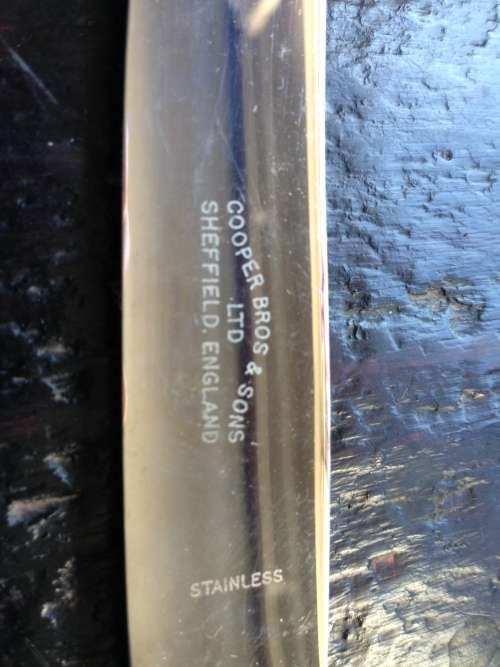 COOPER BROS & SONS
LTD
SHEFFIELD. ENGLAND
STAINLESS